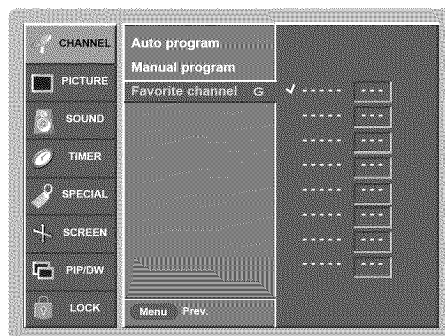 CHANNEL
PICTURE
SOUND
TIMER
SPECIAL
SCREEN
PIP/DW
LOCK
Auto program
Manual program
Favorite channel G
----- ---
----- ---
----- ---
----- ---
----- ---
----- ---
----- ---
----- ---
Menu Prev.